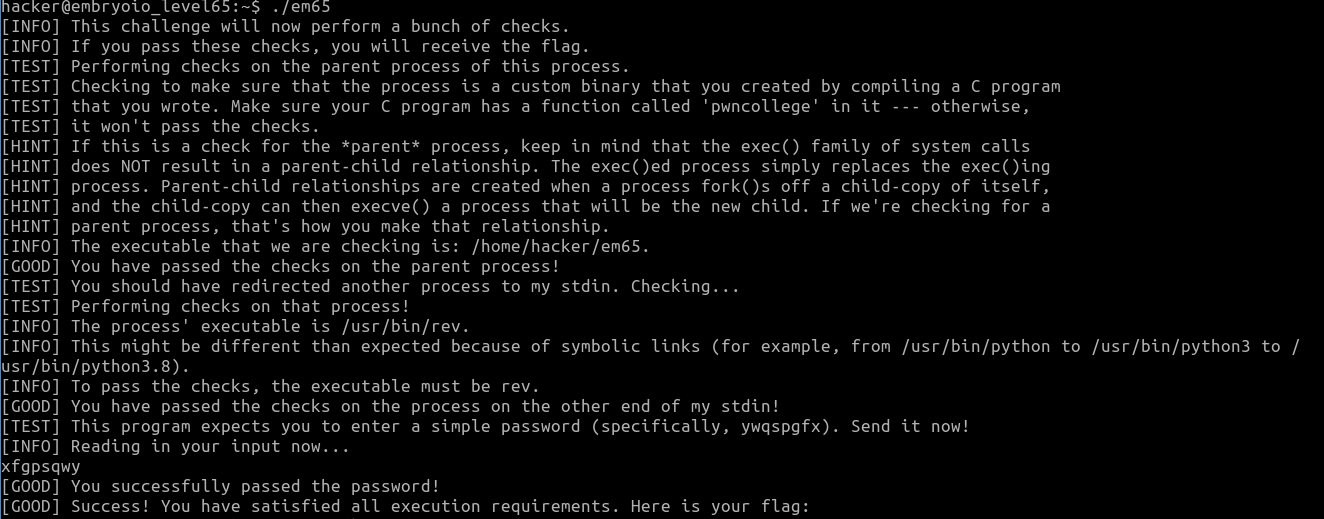 hacker@embryoio_level65:~$ ./em65
[INFO] This challenge will now perform a bunch of checks.
[INFO] If you pass these checks, you will receive the flag.
[TEST] Performing checks on the parent process of this process.
[TEST] Checking to make sure that the process is a custom binary that you created by compiling a C program
[TEST] that you wrote. Make sure your C program has a function called 'pwncollege' in it --- otherwise,
[TEST] it won't pass the checks.
[HINT] If this is a check for the *parent* process, keep in mind that the exec() family of system calls
[HINT] does NOT result in a parent-child relationship. The exec()ed process simply replaces the exec()ing
[HINT] process. Parent-child relationships are created when a process fork()s off a child-copy of itself,
[HINT] and the child-copy can then execve() a process that will be the new child. If we're checking for a
[HINT] parent process, that's how you make that relationship.
[INFO] The executable that we are checking is: /home/hacker/em65.
[GOOD] You have passed the checks on the parent process!
[TEST] You should have redirected another process to my stdin. Checking...
[TEST] Performing checks on that process!
[INFO] The process' executable is /usr/bin/rev.
[INFO] This might be different than expected because of symbolic links (for example, from /usr/bin/python to /usr/bin/python3 to /
usr/bin/python3.8).
[INFO] To pass the checks, the executable must be rev.
[GOOD] You have passed the checks on the process on the other end of my stdin!
[TEST] This program expects you to enter a simple password (specifically, ywqspgfx). Send it now!
[INFO] Reading in your input now...
xfgpsqwy
[GOOD] You successfully passed the password!
[GOOD] Success! You have satisfied all execution requirements. Here is your flag: